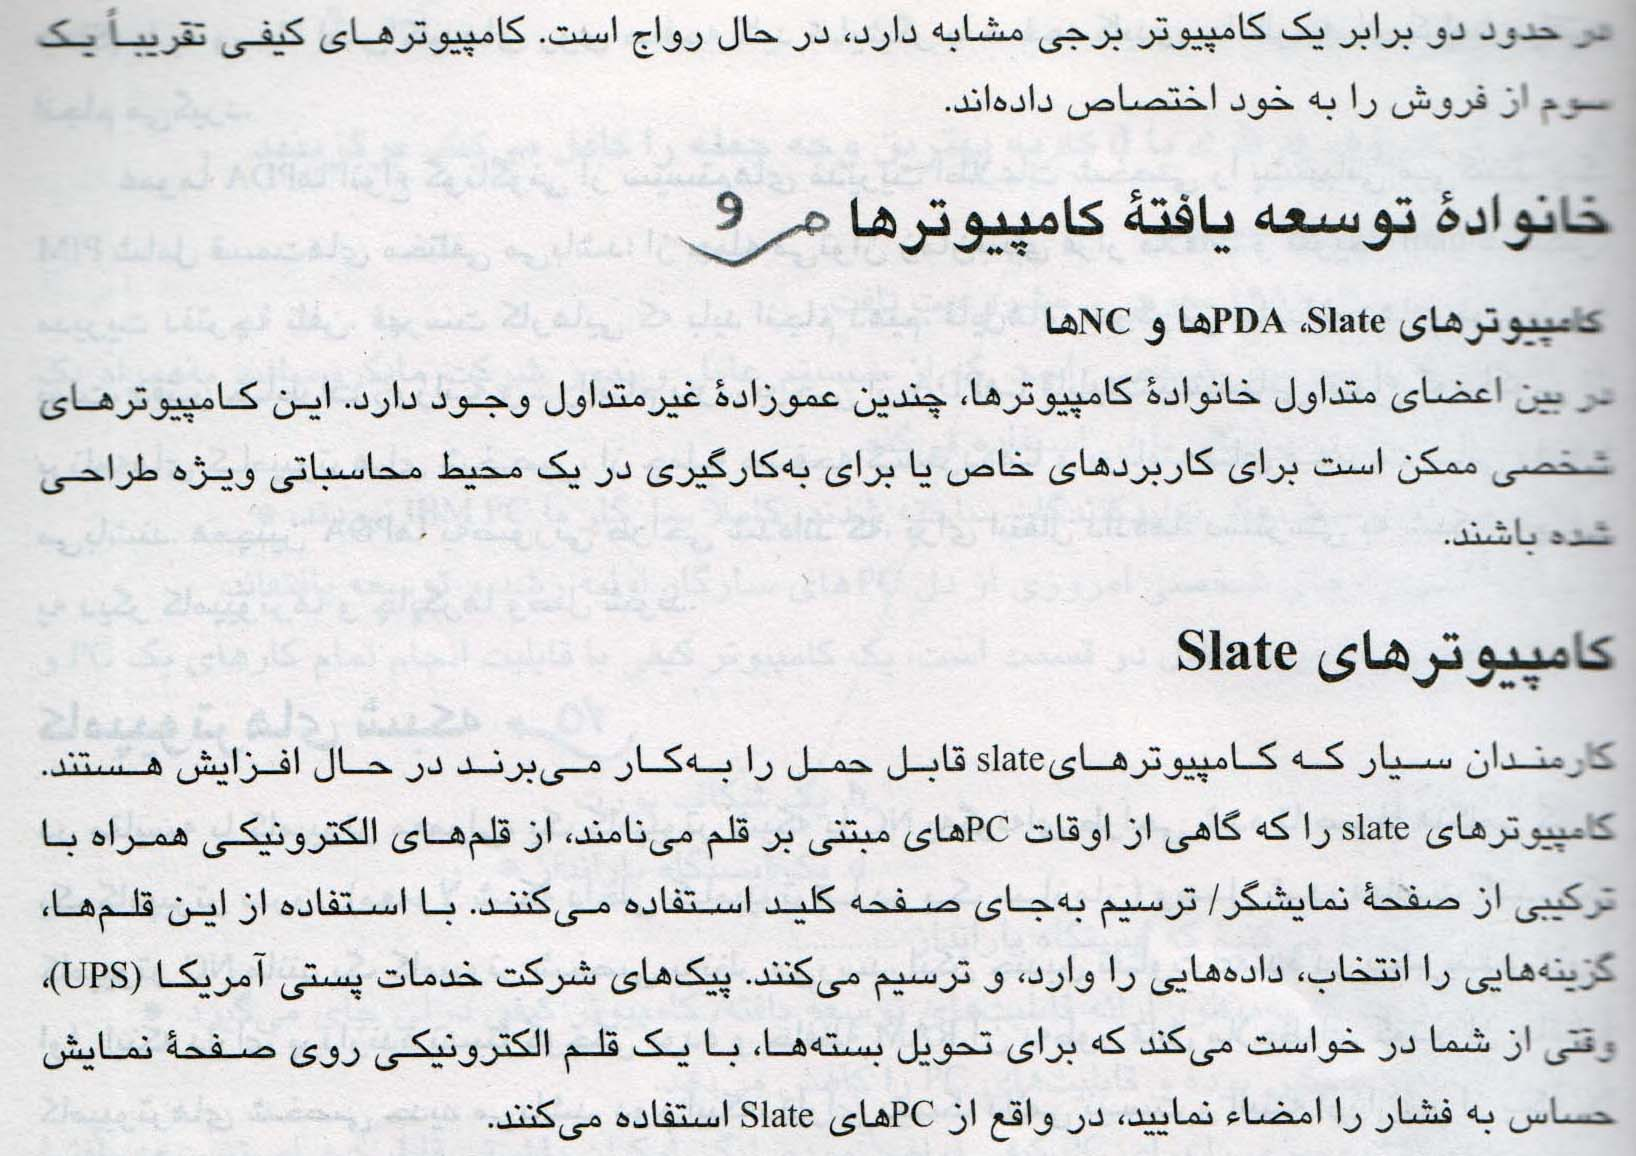 در حدود دو برابر یک کامپیوتر برجی مشابه دارد، در حال رواج است. کامپیوترهای کیفی تقریباً یک
سوم از فروش را به خود اختصاص داده‌اند.
خانوادهٔ توسعه یافتهٔ کامپیوترها
کامپیوترهای Slate، PDAها و NCها
در بین اعضای متداول خانوادهٔ کامپیوترها، چندین عموزادهٔ غیرمتداول وجود دارد. این کامپیوترهای
شخصی ممکن است برای کاربردهای خاص یا برای به‌کارگیری در یک محیط محاسباتی ویژه طراحی
شده باشند.
کامپیوترهای Slate
کارمندان سیار که کامپیوترهای slate قابل حمل را به‌کار می‌برند در حال افزایش هستند.
کامپیوترهای slate را که گاهی از اوقات PCهای مبتنی بر قلم می‌نامند، از قلم‌های الکترونیکی همراه با
ترکیبی از صفحهٔ نمایشگر/ ترسیم به‌جای صفحه کلید استفاده می‌کنند. با استفاده از این قلم‌ها،
گزینه‌هایی را انتخاب، داده‌هایی را وارد، و ترسیم می‌کنند. پیک‌های شرکت خدمات پستی آمریکا (UPS)،
وقتی از شما در خواست می‌کند که برای تحویل بسته‌ها، با یک قلم الکترونیکی روی صفحهٔ نمایش
حساس به فشار را امضاء نمایید، در واقع از PCهای Slate استفاده می‌کنند.